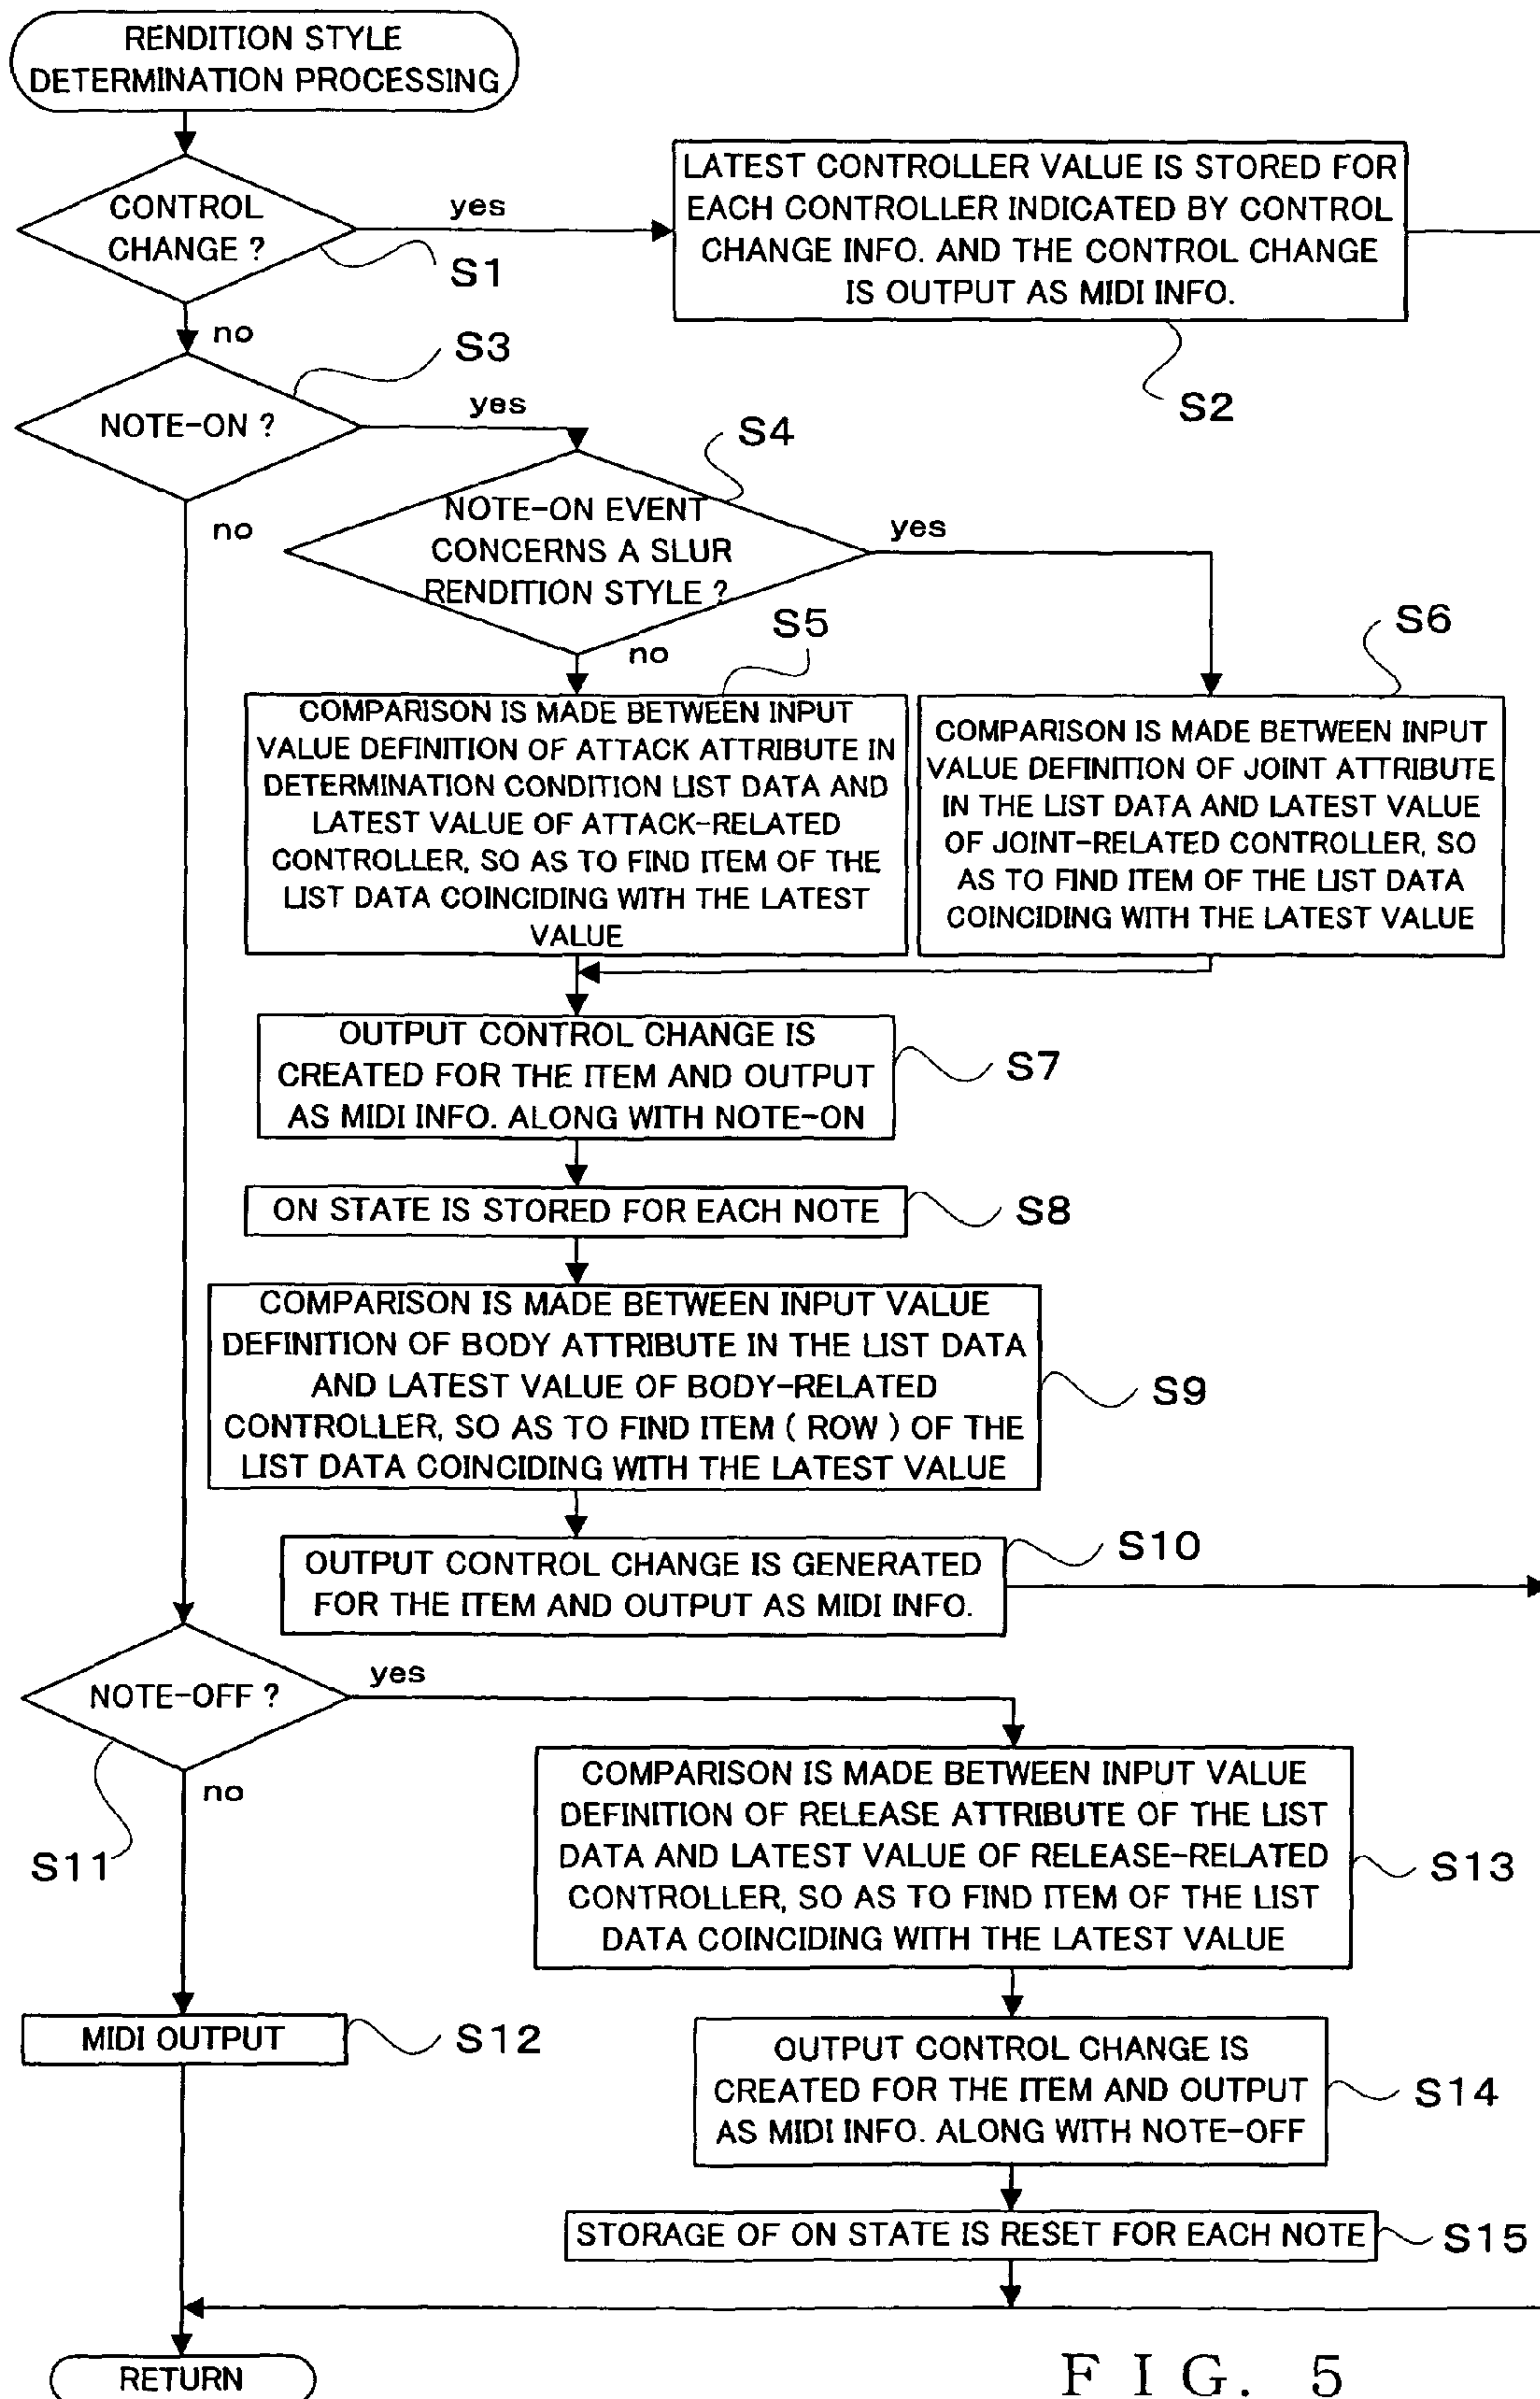 RENDITION STYLE
DETERMINATION PROCESSING
CONTROL
CHANGE ?
yes
S1
no
LATEST CONTROLLER VALUE IS STORED FOR
EACH CONTROLLER INDICATED BY CONTROL
CHANGE INFO. AND THE CONTROL CHANGE
IS OUTPUT AS MIDI INFO.
S2
S3
NOTE-ON ?
yes
no
S4
NOTE-ON EVENT
CONCERNS A SLUR
RENDITION STYLE ?
yes
no
S5
COMPARISON IS MADE BETWEEN INPUT
VALUE DEFINITION OF ATTACK ATTRIBUTE IN
DETERMINATION CONDITION LIST DATA AND
LATEST VALUE OF ATTACK-RELATED
CONTROLLER, SO AS TO FIND ITEM OF THE
LIST DATA COINCIDING WITH THE LATEST
VALUE
S6
COMPARISON IS MADE BETWEEN INPUT
VALUE DEFINITION OF JOINT ATTRIBUTE
IN THE LIST DATA AND LATEST VALUE
OF JOINT-RELATED CONTROLLER, SO
AS TO FIND ITEM OF THE LIST DATA
COINCIDING WITH THE LATEST VALUE
OUTPUT CONTROL CHANGE IS
CREATED FOR THE ITEM AND OUTPUT
AS MIDI INFO. ALONG WITH NOTE-ON
S7
ON STATE IS STORED FOR EACH NOTE
S8
COMPARISON IS MADE BETWEEN INPUT VALUE
DEFINITION OF BODY ATTRIBUTE IN THE LIST DATA
AND LATEST VALUE OF BODY-RELATED
CONTROLLER, SO AS TO FIND ITEM ( ROW ) OF THE
LIST DATA COINCIDING WITH THE LATEST VALUE
S9
OUTPUT CONTROL CHANGE IS GENERATED
FOR THE ITEM AND OUTPUT AS MIDI INFO.
S10
NOTE-OFF ?
yes
no
S11
COMPARISON IS MADE BETWEEN INPUT VALUE
DEFINITION OF RELEASE ATTRIBUTE OF THE LIST
DATA AND LATEST VALUE OF RELEASE-RELATED
CONTROLLER, SO AS TO FIND ITEM OF THE LIST
DATA COINCIDING WITH THE LATEST VALUE
S13
MIDI OUTPUT
S12
OUTPUT CONTROL CHANGE IS
CREATED FOR THE ITEM AND OUTPUT
AS MIDI INFO. ALONG WITH NOTE-OFF
S14
STORAGE OF ON STATE IS RESET FOR EACH NOTE
S15
RETURN
FIG. 5